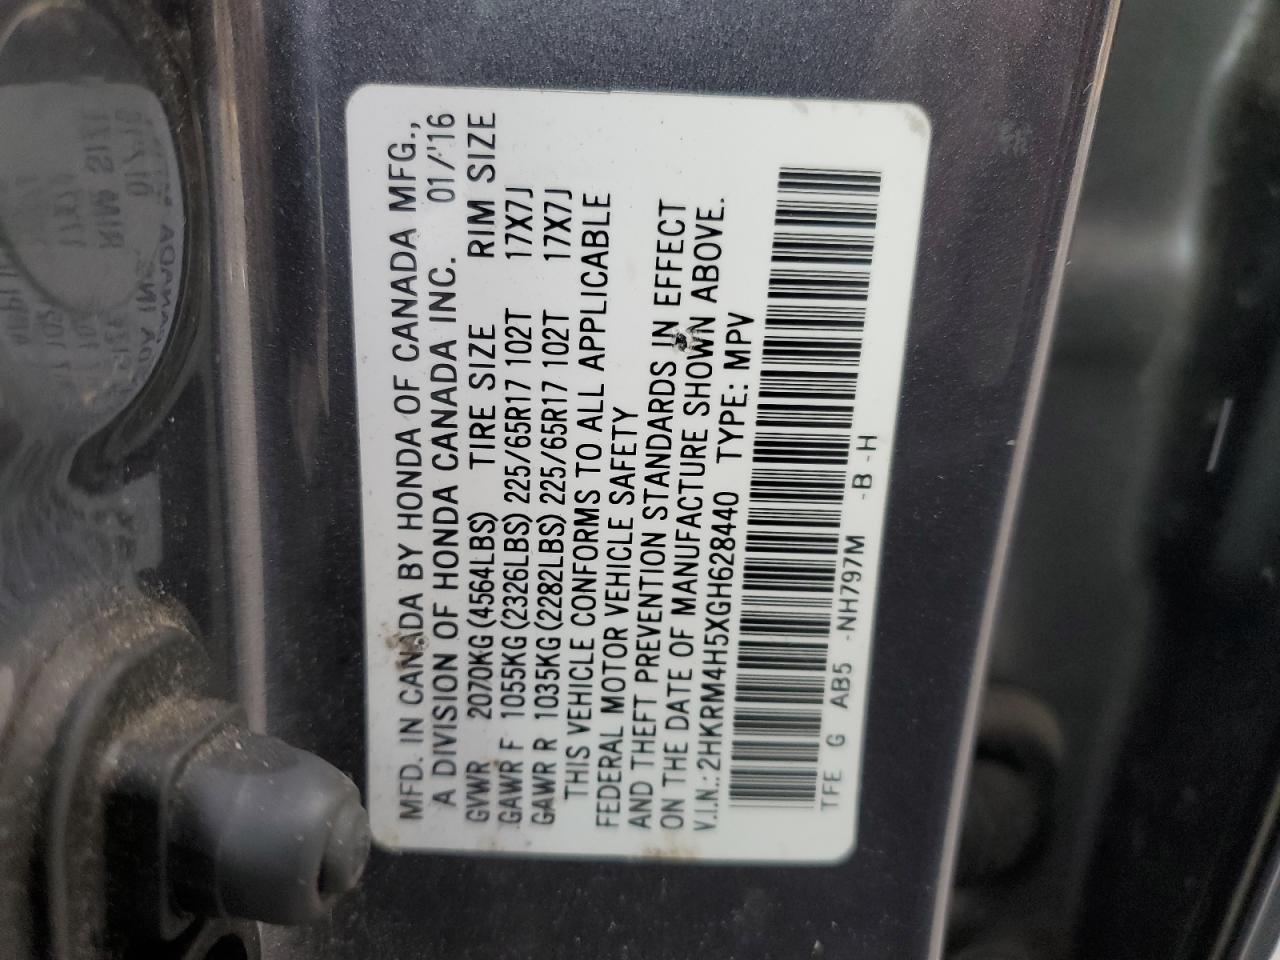 MFD. IN CANADA BY HONDA OF CANADA MFG.,
A DIVISION OF HONDA CANADA INC. 01/'16
GVWR 2070KG(4564LBS) TIRE SIZE RIM SIZE
GAWR F 1055KG(2326LBS) 225/65R17 102T 17X7J
GAWR R 1035KG(2282LBS) 225/65R17 102T 17X7J
THIS VEHICLE CONFORMS TO ALL APPLICABLE
FEDERAL MOTOR VEHICLE SAFETY
AND THEFT PREVENTION STANDARDS IN EFFECT
ON THE DATE OF MANUFACTURE SHOWN ABOVE.
V.I.N.:2HKRM4H5XGH628440 TYPE: MPV
TFE G AB5 -NH797M -B -H